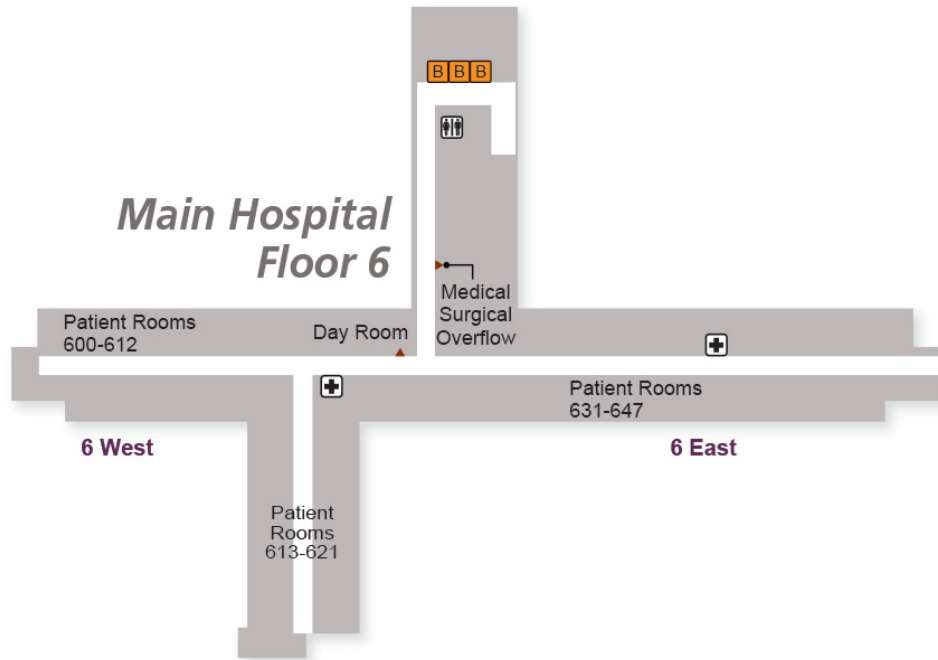 B B B
Main Hospital
Floor 6
Medical
Surgical
Overflow
Patient Rooms
600-612
Day Room
Patient Rooms
631-647
6 West
6 East
Patient
Rooms
613-621